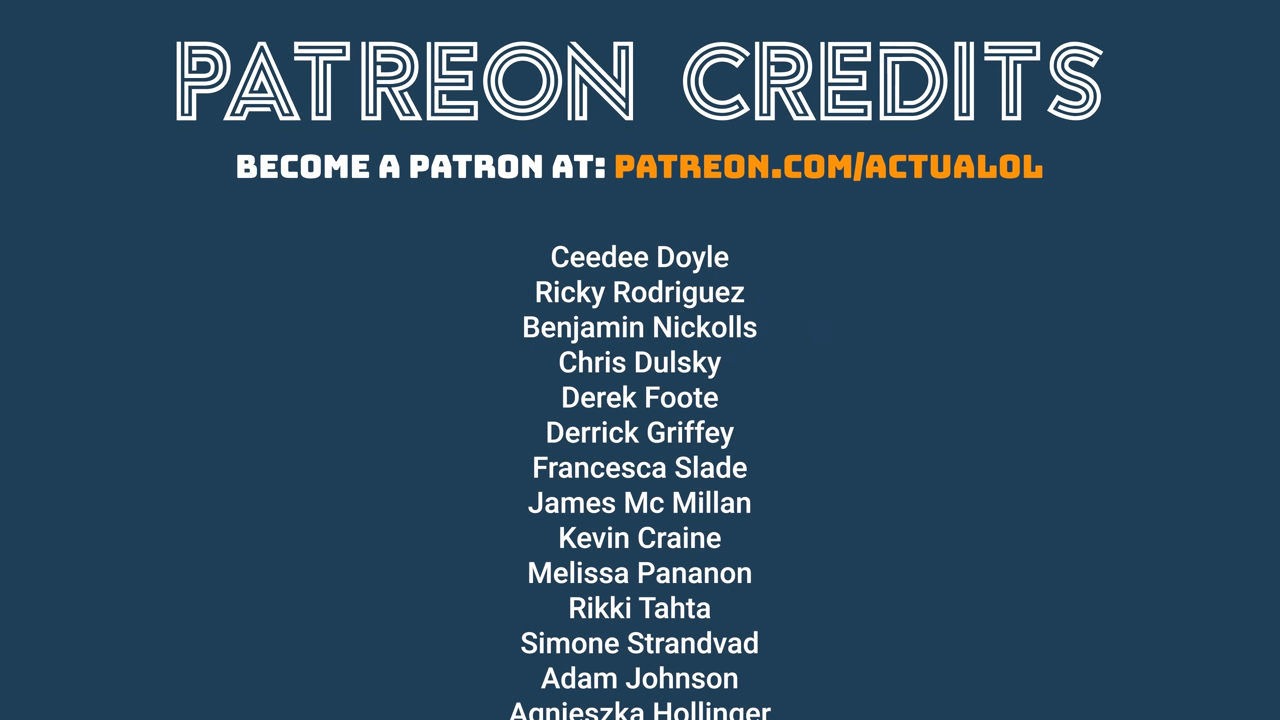 PATREON CREDITS
BECOME A PATRON AT: PATREON.COM/ACTUALOL
Ceedee Doyle
Ricky Rodriguez
Benjamin Nickolls
Chris Dulsky
Derek Foote
Derrick Griffey
Francesca Slade
James Mc Millan
Kevin Craine
Melissa Pananon
Rikki Tahta
Simone Strandvad
Adam Johnson
Agnieszka Hollinger